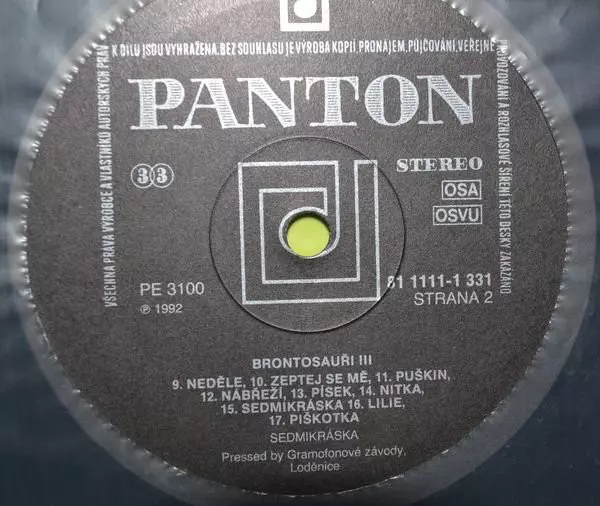 VŠECHNA PRÁVA VÝROBCE A VLASTNÍKŮ AUTORSKÝCH PRÁV K DÍLU JSOU VYHRAŽENA. BEZ SOUHLASU JE VÝROBA KOPIÍ, PRONÁJEM, PŮJČOVÁNÍ, VEŘEJNÉ PROVOZOVÁNÍ A ROZHLASOVÉ ŠÍŘENÍ TÉTO DESKY ZAKÁZÁNO
PANTON
33
STEREO
OSA
OSVU
PE 3100
℗ 1992
81 1111-1 331
STRANA 2
BRONTOSAUŘI III
9. NEDĚLE, 10. ZEPTEJ SE MĚ, 11. PUŠKIN,
12. NÁBŘEŽÍ, 13. PÍSEK, 14. NITKA,
15. SEDMIKRÁSKA 16. LILIE,
17. PIŠKOTKA
SEDMIKRÁSKA
Pressed by Gramofonové závody,
Loděnice